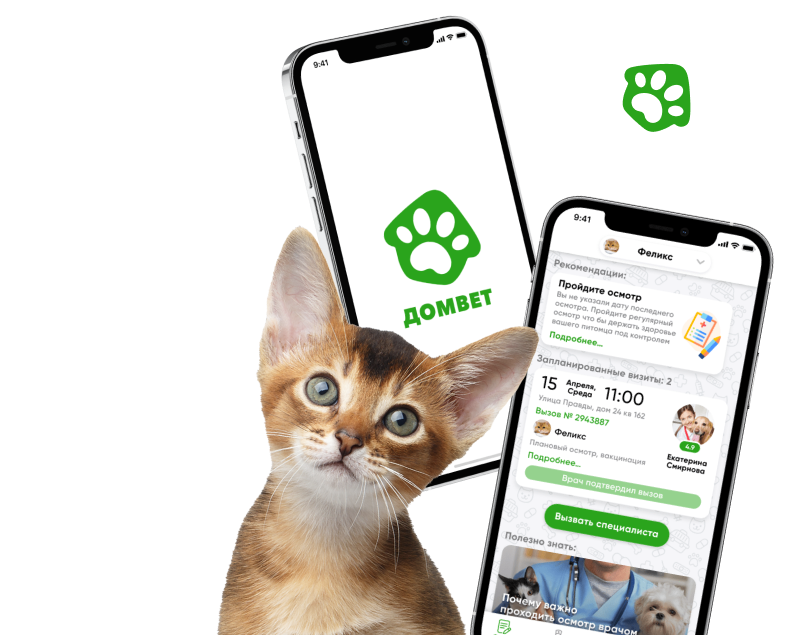 9:41
ДОМВЕТ
9:41
Феликс
Рекомендации:
Пройдите осмотр
Вы не указали дату последнего
осмотра. Пройдите регулярный
осмотр что бы держать здоровье
вашего питомца под контролем
Подробнее...
Запланированные визиты: 2
15 Апреля, Среда 11:00
Улица Правды, дом 24 кв 162
Вызов № 2943887
Феликс
Плановый осмотр, вакцинация
Подробнее...
4.9
Екатерина
Смирнова
Врач подтвердил вызов
Вызвать специалиста
Полезно знать:
Почему важно
проходить осмотр врачом